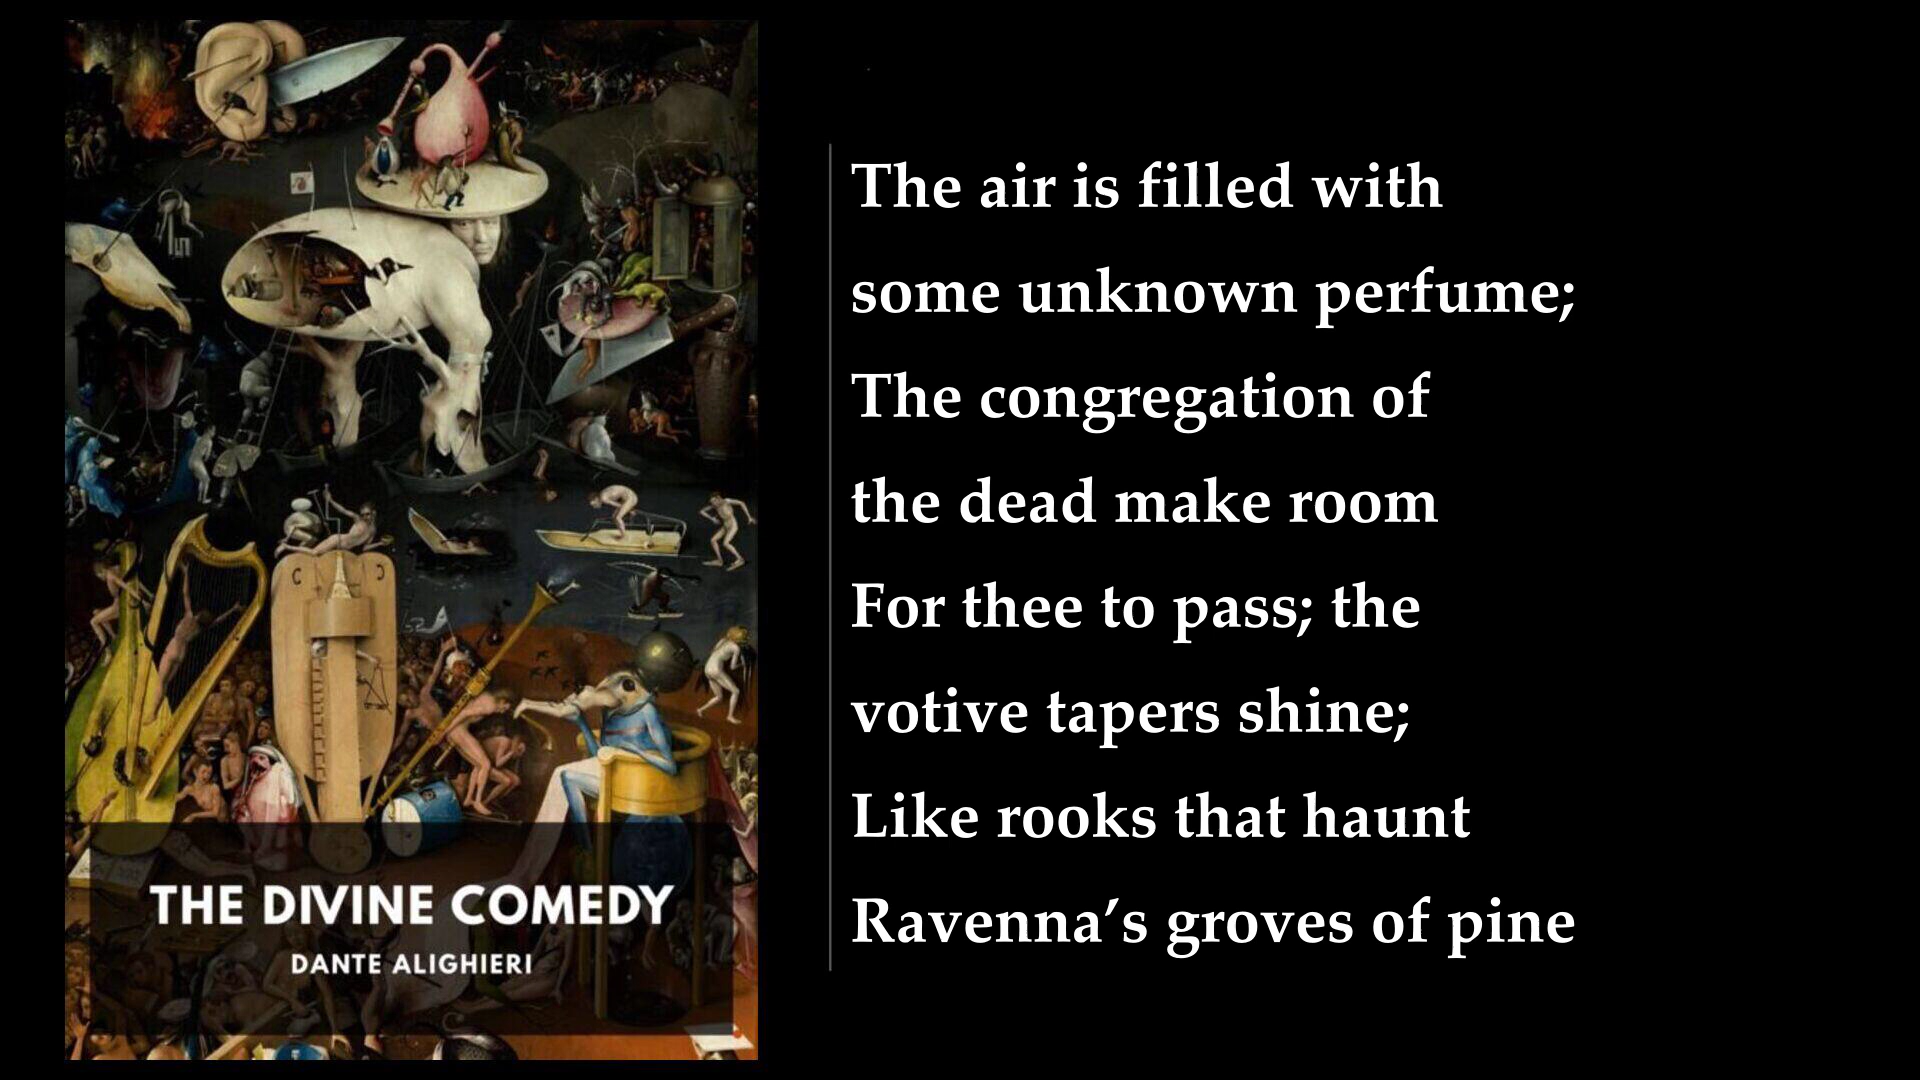 THE DIVINE COMEDY
DANTE ALIGHIERI
The air is filled with
some unknown perfume;
The congregation of
the dead make room
For thee to pass; the
votive tapers shine;
Like rooks that haunt
Ravenna’s groves of pine